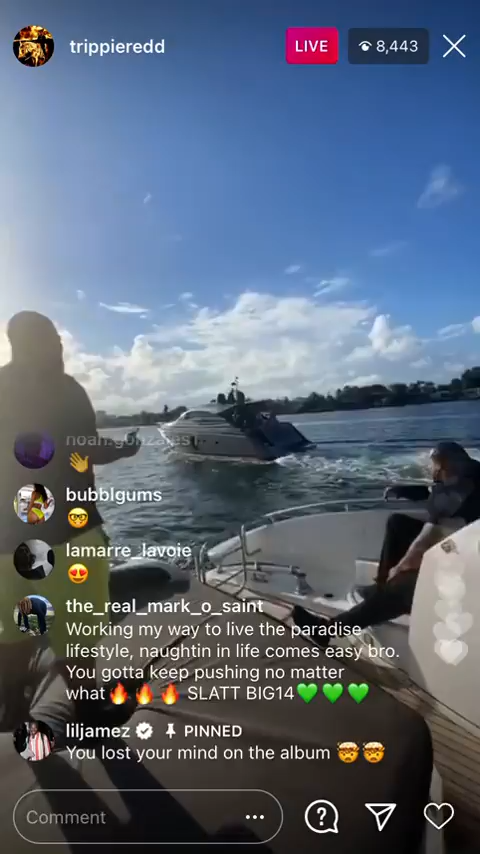 trippieredd
LIVE
8,443
noah.gonzales1
👋
bubblgums
🤓
lamarre_lavoie
😍
the_real_mark_o_saint
Working my way to live the paradise
lifestyle, naughtin in life comes easy bro.
You gotta keep pushing no matter
what🔥🔥🔥 SLATT BIG14💚💚💚
liljamez PINNED
You lost your mind on the album 🤯🤯
Comment